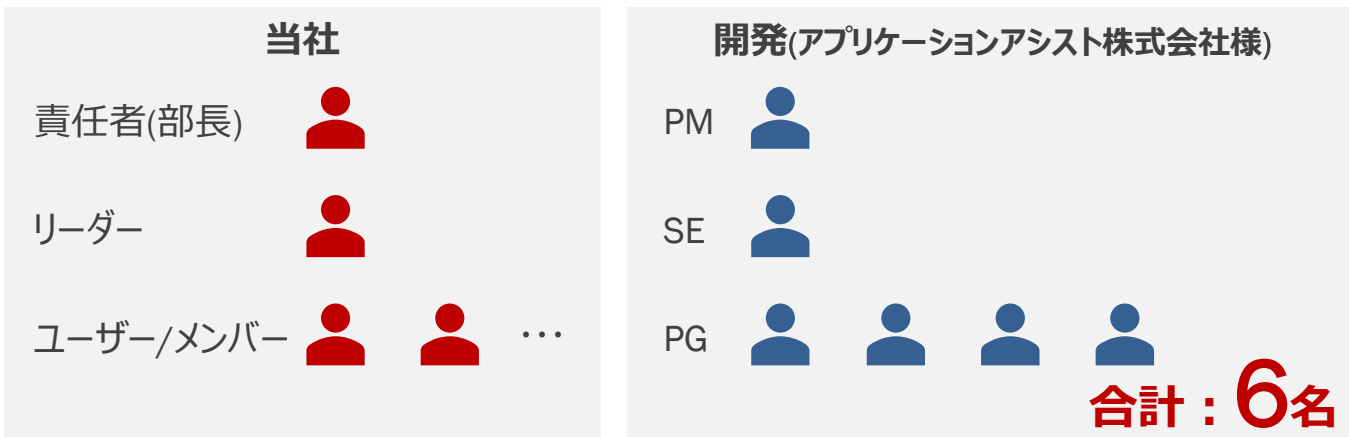 当社
責任者(部長)
リーダー
ユーザー/メンバー …
開発(アプリケーションアシスト株式会社様)
PM
SE
PG
合計：6名